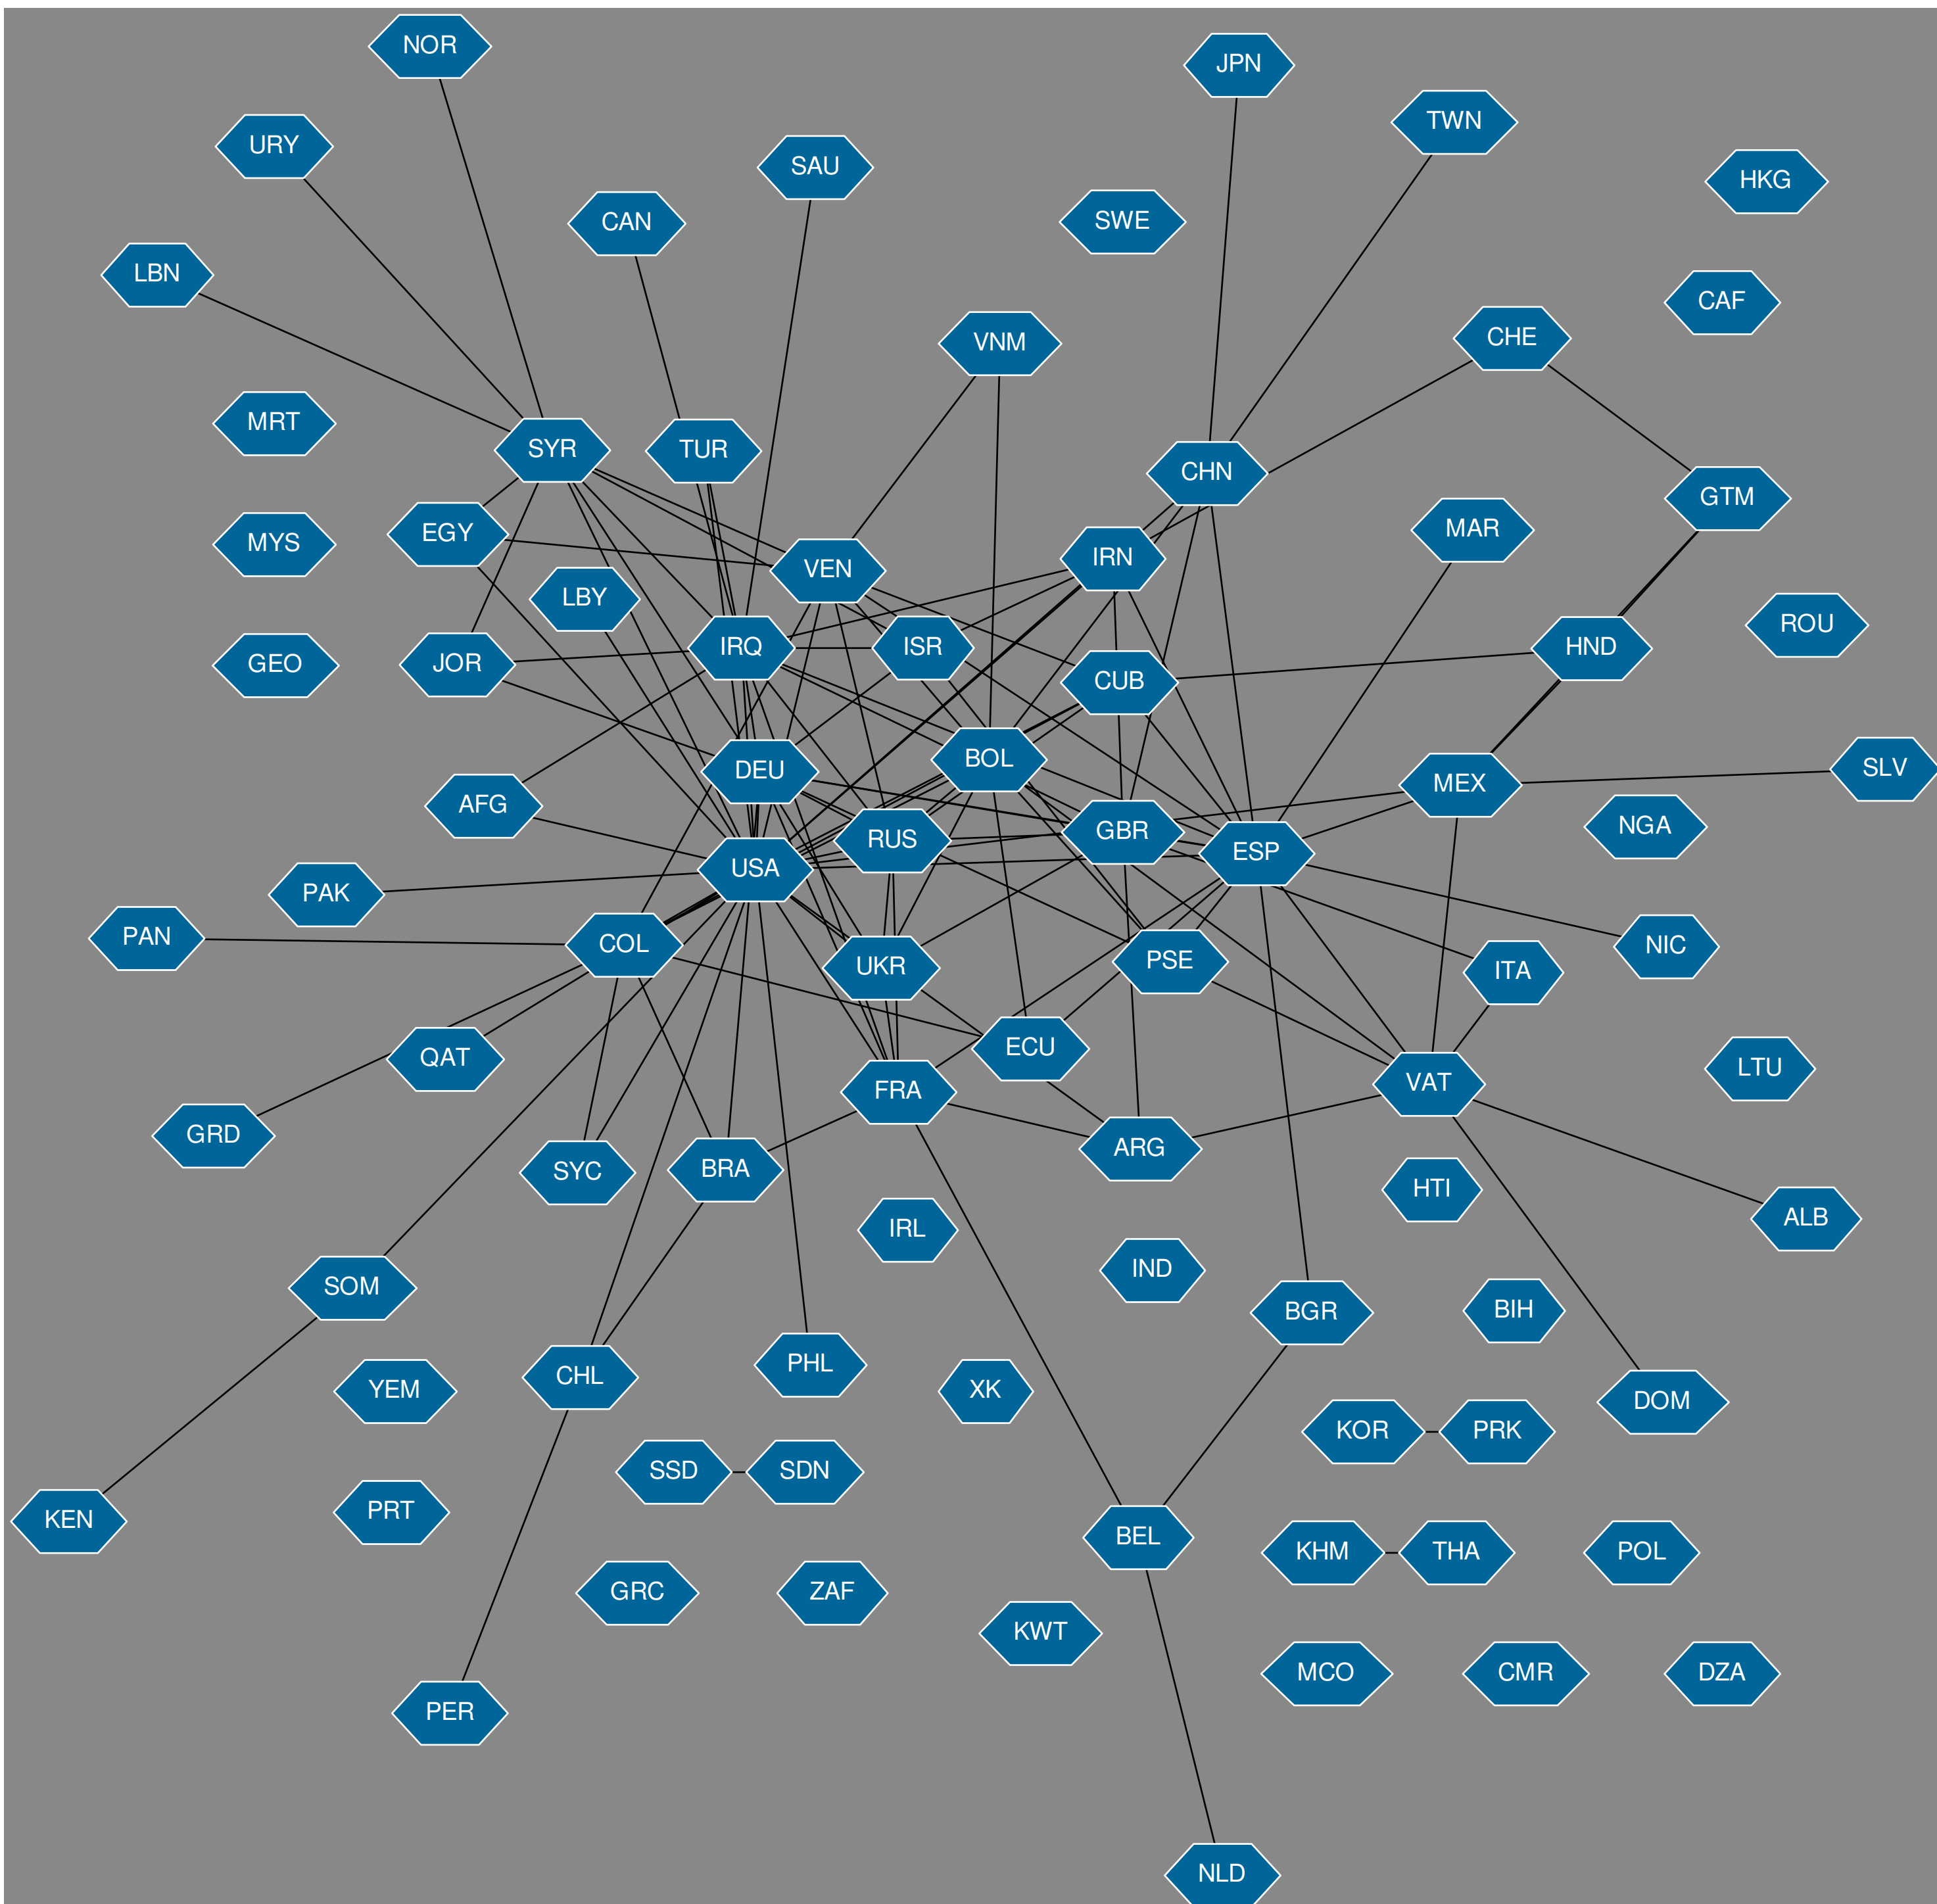 NOR
JPN
TWN
URY
SAU
HKG
CAN
SWE
LBN
CAF
CHE
VNM
MRT
SYR
TUR
CHN
GTM
EGY
MAR
MYS
IRN
VEN
LBY
ROU
IRQ
ISR
HND
GEO
JOR
CUB
BOL
SLV
DEU
MEX
AFG
NGA
GBR
RUS
ESP
USA
PAK
PAN
COL
NIC
PSE
UKR
ITA
ECU
QAT
LTU
VAT
FRA
GRD
ARG
BRA
SYC
HTI
ALB
IRL
IND
SOM
BGR
BIH
PHL
CHL
YEM
XK
DOM
KOR
PRK
SSD
SDN
PRT
KEN
BEL
KHM
THA
POL
GRC
ZAF
KWT
MCO
CMR
DZA
PER
NLD